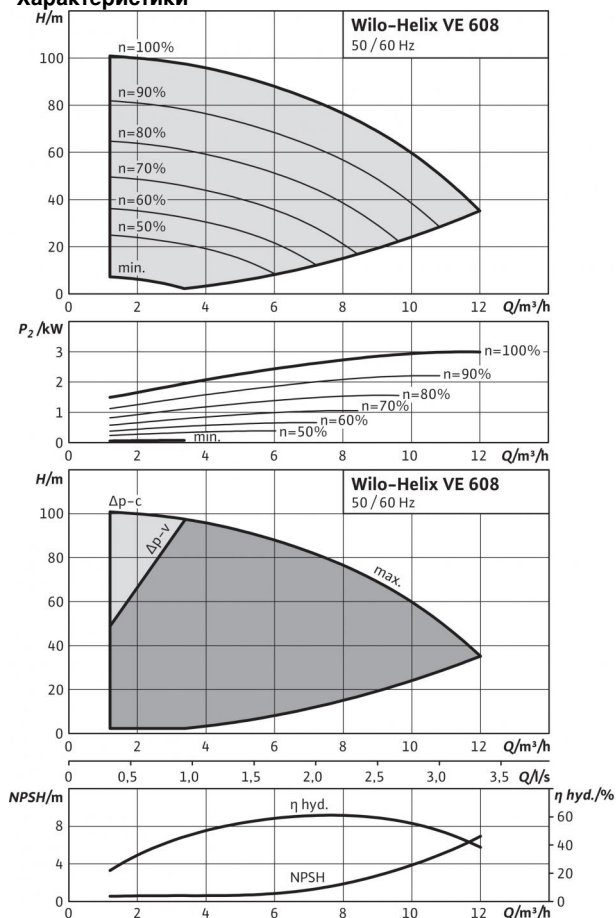 Характеристики
H/m
Wilo-Helix VE 608
50 / 60 Hz
n=100%
100
n=90%
80
n=80%
60
n=70%
40
n=60%
n=50%
20
min.
0
0 2 4 6 8 10 12 Q/m³/h
P₂ /kW
3
n=100%
n=90%
2
n=80%
1
n=70%
n=60%
n=50%
min.
0
0 2 4 6 8 10 12 Q/m³/h
H/m
Wilo-Helix VE 608
50 / 60 Hz
Δp-c
100
Δp-v
80
max.
60
40
20
0
0 2 4 6 8 10 12 Q/m³/h
0 0,5 1,0 1,5 2,0 2,5 3,0 3,5 Q/l/s
NPSH/m
η hyd./%
η hyd.
60
8
40
4
NPSH
20
0
0
0 2 4 6 8 10 12 Q/m³/h